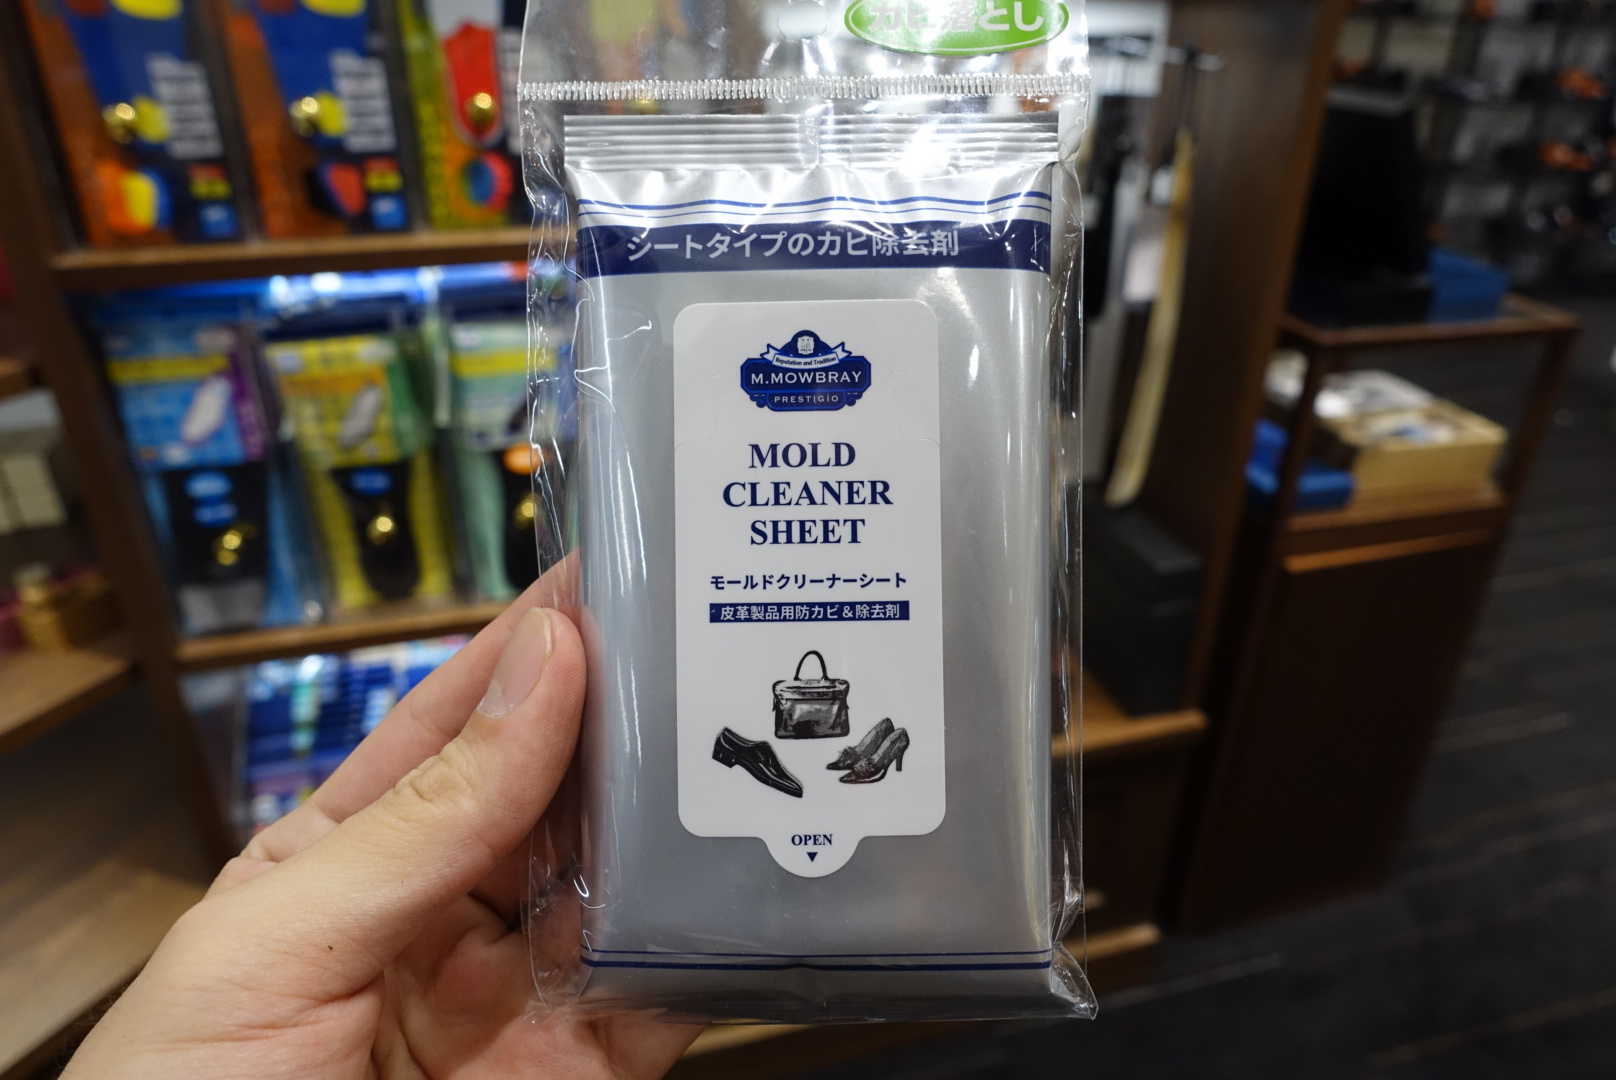 カビ落とし
シートタイプのカビ除去剤
Reputation and Tradition
M.MOWBRAY
PRESTIGIO
MOLD
CLEANER
SHEET
モールドクリーナーシート
皮革製品用防カビ＆除去剤
OPEN
▼